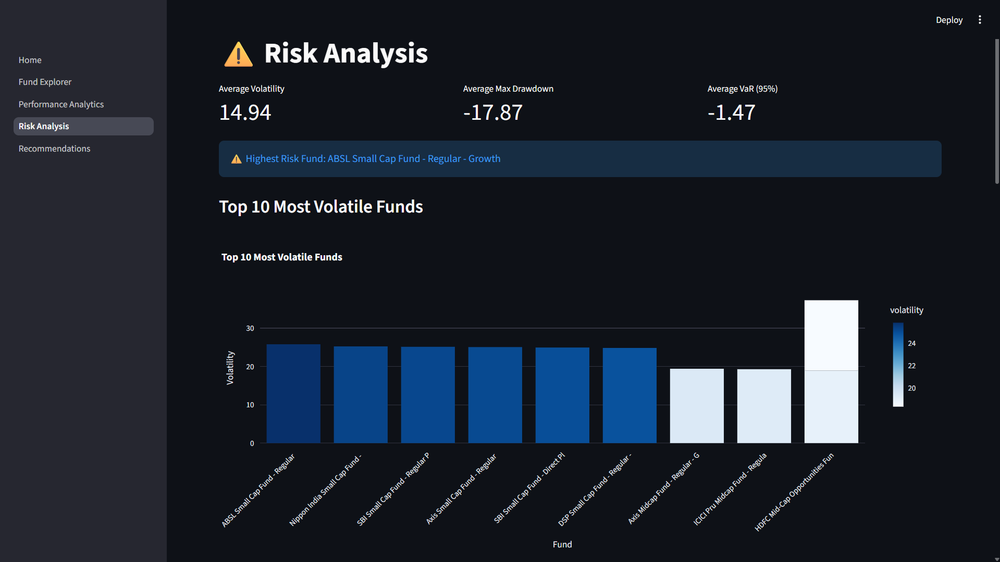 Deploy
Home
Fund Explorer
Performance Analytics
Risk Analysis
Recommendations
Risk Analysis
Average Volatility
14.94
Average Max Drawdown
-17.87
Average VaR (95%)
-1.47
Highest Risk Fund: ABSL Small Cap Fund - Regular - Growth
Top 10 Most Volatile Funds
Top 10 Most Volatile Funds
Volatility
30
20
10
0
ABSL Small Cap Fund - Regular
Nippon India Small Cap Fund -
SBI Small Cap Fund - Regular P
Axis Small Cap Fund - Regular
SBI Small Cap Fund - Direct Pl
DSP Small Cap Fund - Regular -
Axis Midcap Fund - Regular - G
ICICI Pru Midcap Fund - Regula
HDFC Mid-Cap Opportunities Fun
Fund
volatility
24
22
20